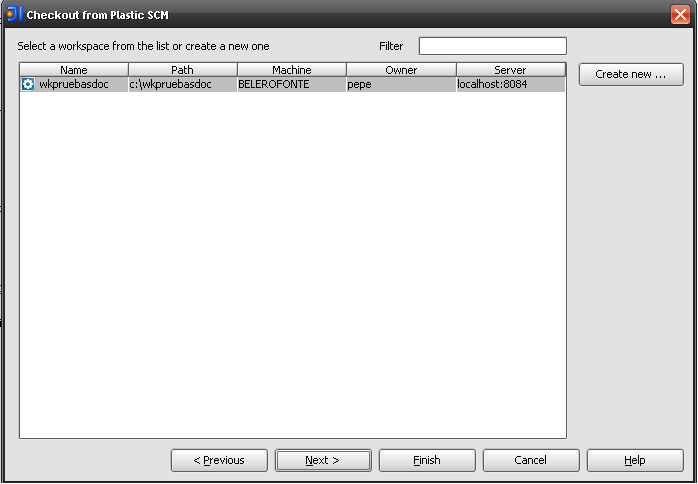 Checkout from Plastic SCM
Select a workspace from the list or create a new one Filter
Name Path Machine Owner Server
wkpruebasdoc c:\wkpruebasdoc BELEROFONTE pepe localhost:8084
Create new ...
< Previous Next > Finish Cancel Help